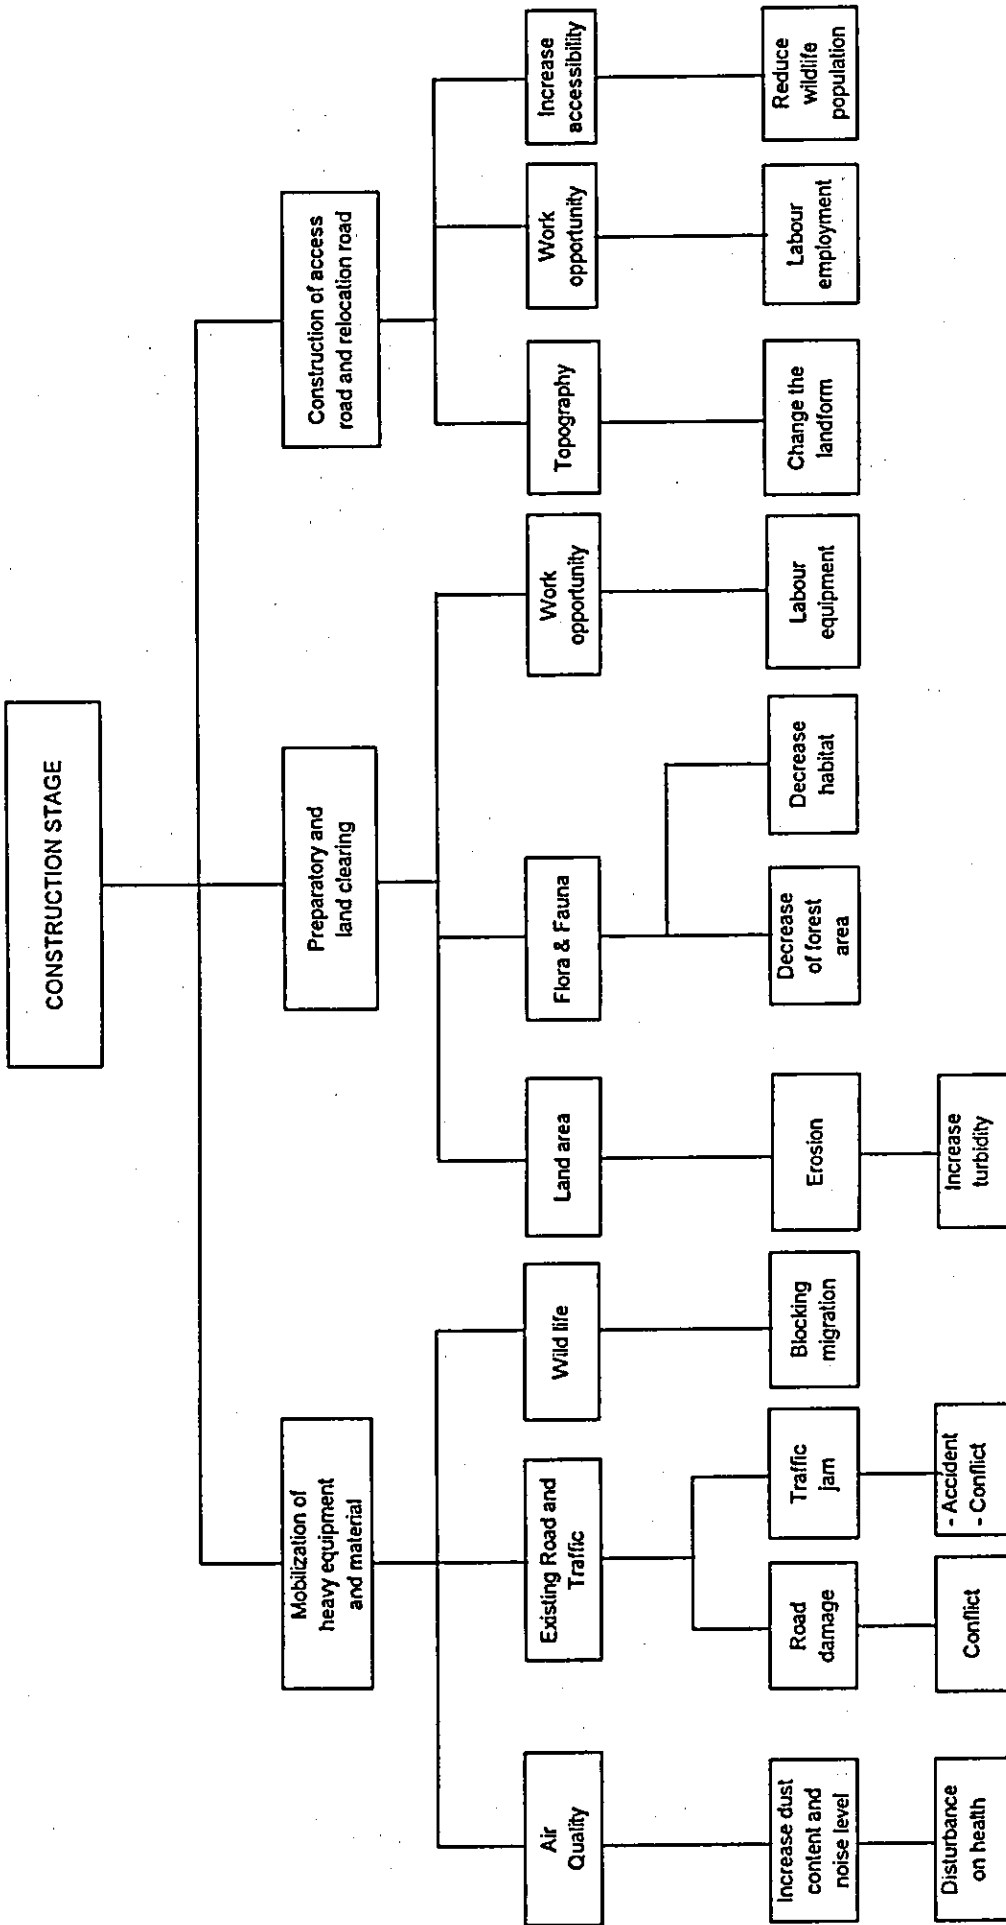 CONSTRUCTION STAGE
Mobilization of
heavy equipment
and material
Preparatory and
land clearing
Construction of access
road and relocation road
Air
Quality
Existing Road and
Traffic
Wild life
Land area
Flora & Fauna
Work
opportunity
Topography
Work
opportunity
Increase
accessibility
Increase dust
content and
noise level
Road
damage
Traffic
jam
Blocking
migration
Erosion
Decrease
of forest
area
Decrease
habitat
Labour
equipment
Change the
landform
Labour
employment
Reduce
wildlife
population
Disturbance
on health
Conflict
- Accident
- Conflict
Increase
turbidity